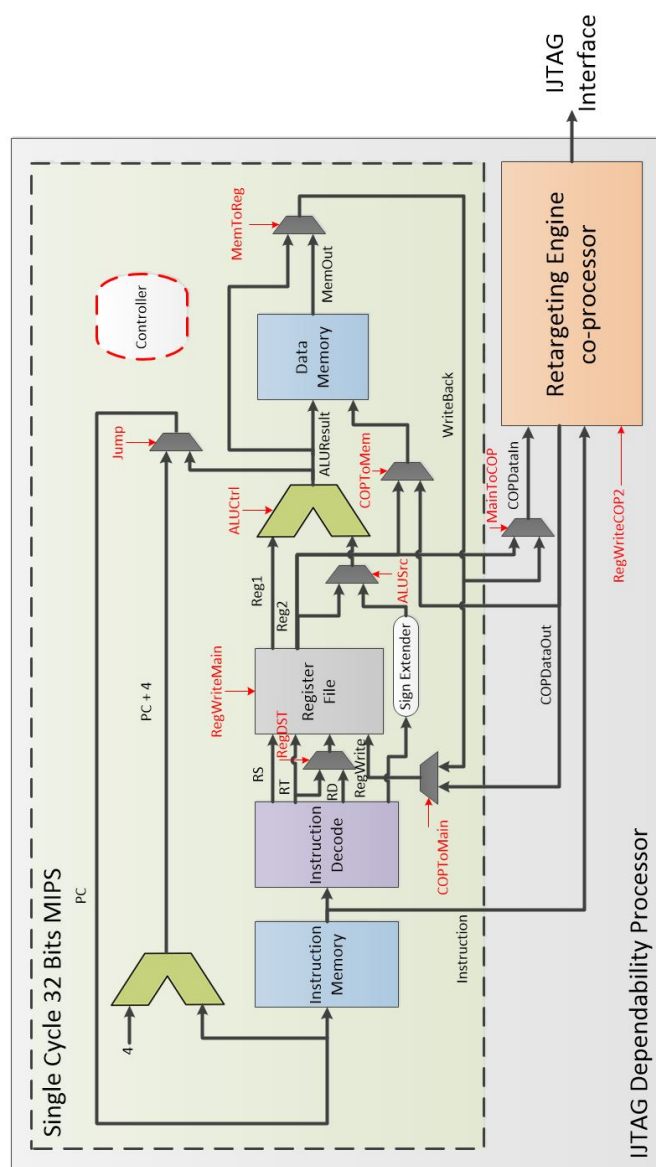 Single Cycle 32 Bits MIPS
PC
4
PC + 4
Jump
Controller
Instruction
Memory
Instruction
Decode
RS
RT
RD
RegDST
RegWriteMain
Register
File
RegWrite
Sign Extender
Reg1
Reg2
ALUCtrl
ALUSrc
ALUResult
COPToMem
Data
Memory
MemOut
MemToReg
WriteBack
COPToMain
Instruction
COPDataOut
MainToCOP
COPDataIn
RegWriteCOP2
Retargeting Engine
co-processor
IJTAG
Interface
IJTAG Dependability Processor